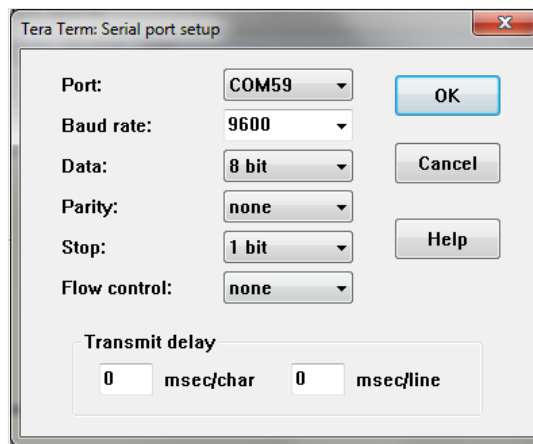 Tera Term: Serial port setup
Port: COM59 OK
Baud rate: 9600
Data: 8 bit Cancel
Parity: none
Stop: 1 bit Help
Flow control: none
Transmit delay
0 msec/char 0 msec/line